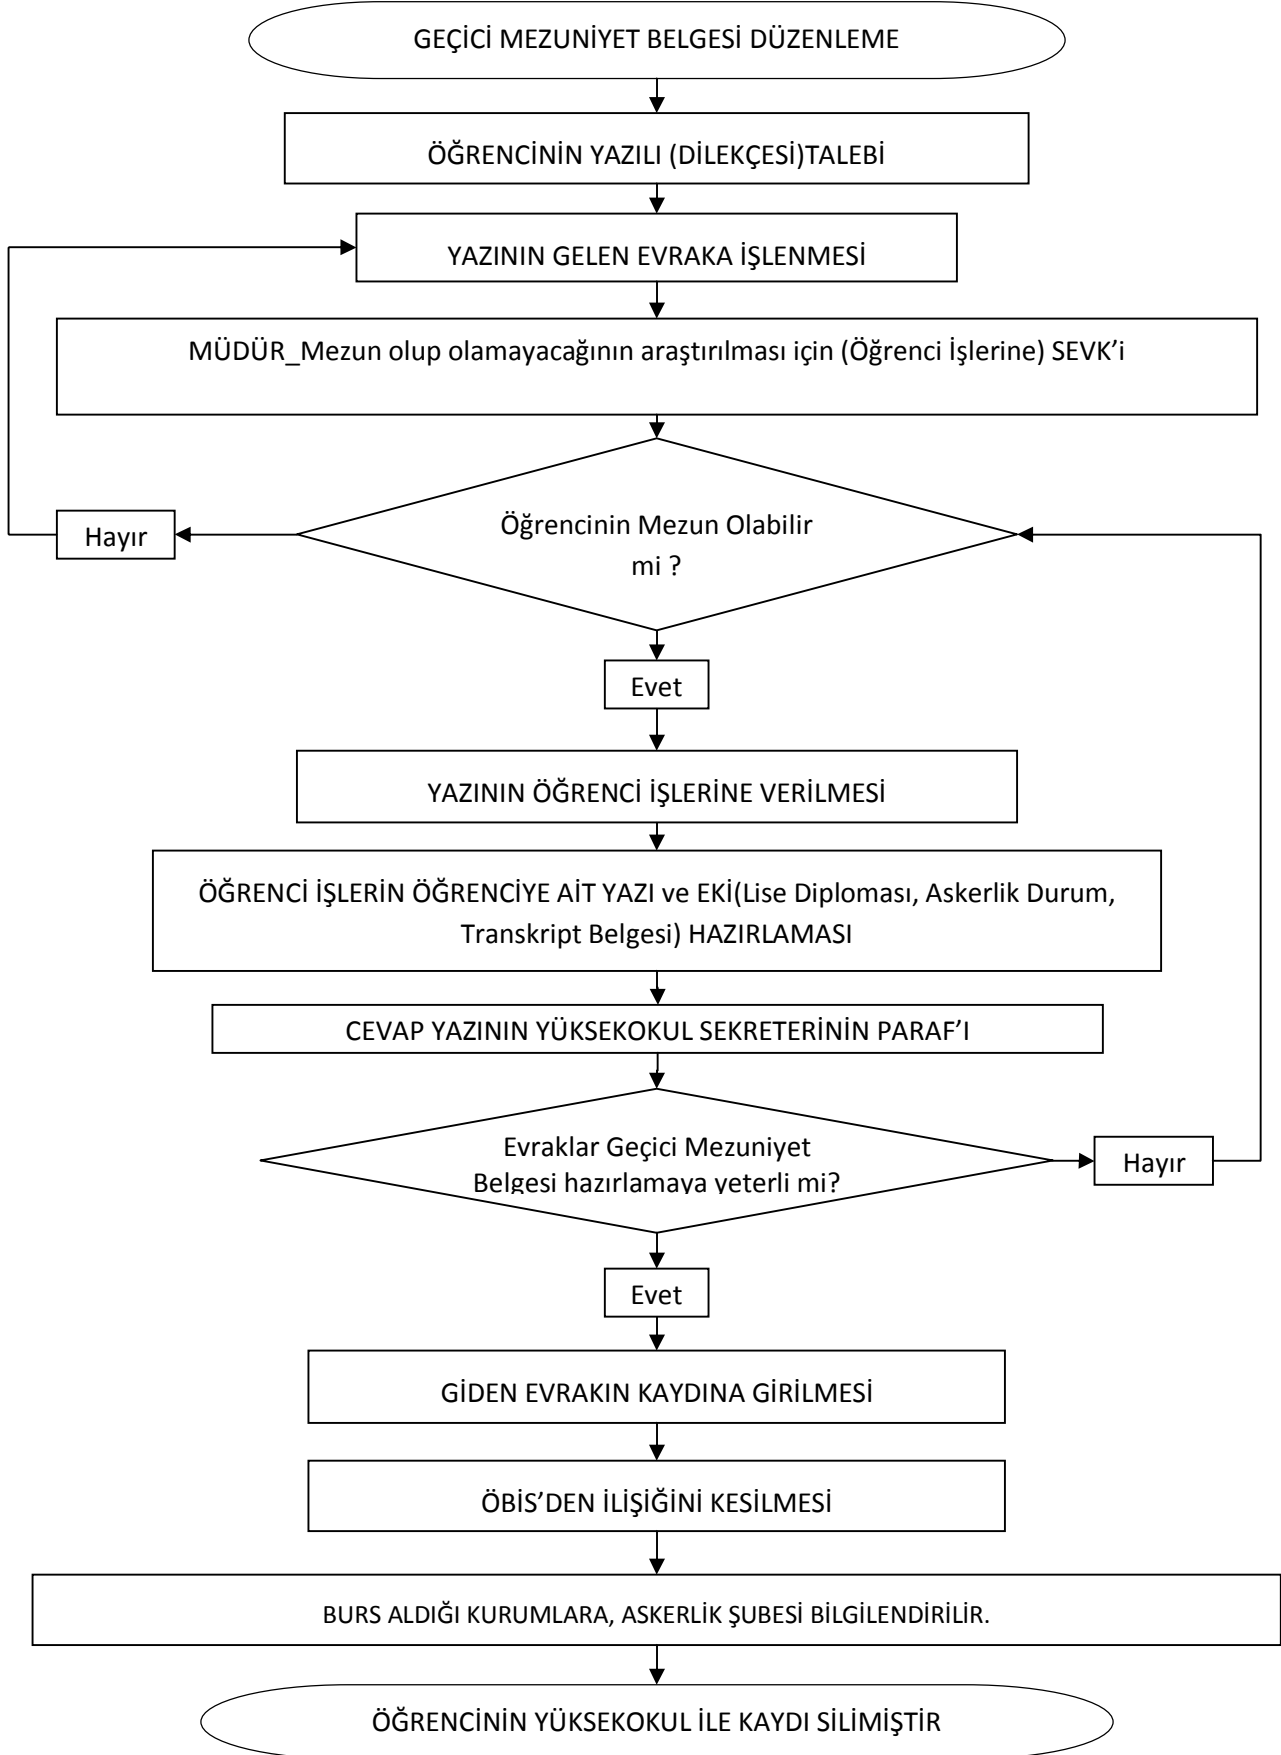 GEÇİCİ MEZUNİYET BELGESİ DÜZENLEME
ÖĞRENCİNİN YAZILI (DİLEKÇESİ)TALEBİ
YAZININ GELEN EVRAKA İŞLENMESİ
MÜDÜR_Mezun olup olamayacağının araştırılması için (Öğrenci İşlerine) SEVK’i
Öğrencinin Mezun Olabilir
mi ?
Hayır
Evet
YAZININ ÖĞRENCİ İŞLERİNE VERİLMESİ
ÖĞRENCİ İŞLERİN ÖĞRENCİYE AİT YAZI ve EKİ(Lise Diploması, Askerlik Durum,
Transkript Belgesi) HAZIRLAMASI
CEVAP YAZININ YÜKSEKOKUL SEKRETERİNİN PARAF’I
Evraklar Geçici Mezuniyet
Belgesi hazırlamaya yeterli mi?
Hayır
Evet
GİDEN EVRAKIN KAYDINA GİRİLMESİ
ÖBİS’DEN İLİŞİĞİNİ KESİLMESİ
BURS ALDIĞI KURUMLARA, ASKERLİK ŞUBESİ BİLGİLENDİRİLİR.
ÖĞRENCİNİN YÜKSEKOKUL İLE KAYDI SİLİMİŞTİR